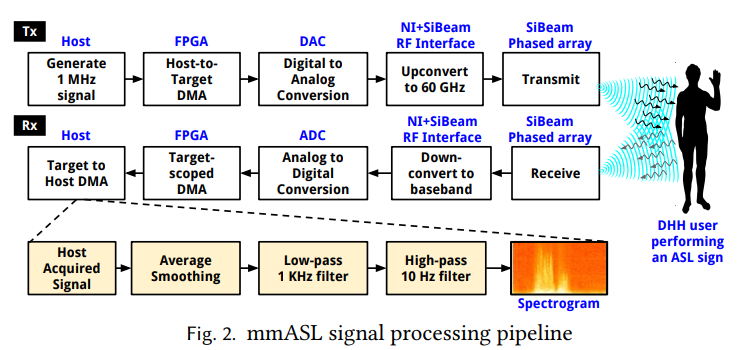 Tx
Host
FPGA
DAC
NI+SiBeam
RF Interface
SiBeam
Phased array
Generate
1 MHz
signal
Host-to-
Target
DMA
Digital to
Analog
Conversion
Upconvert
to 60 GHz
Transmit
Rx
Host
FPGA
ADC
NI+SiBeam
RF Interface
SiBeam
Phased array
Target to
Host DMA
Target-
scoped
DMA
Analog to
Digital
Conversion
Down-
convert to
baseband
Receive
DHH user
performing
an ASL sign
Host
Acquired
Signal
Average
Smoothing
Low-pass
1 KHz filter
High-pass
10 Hz filter
Spectrogram
Fig. 2. mmASL signal processing pipeline